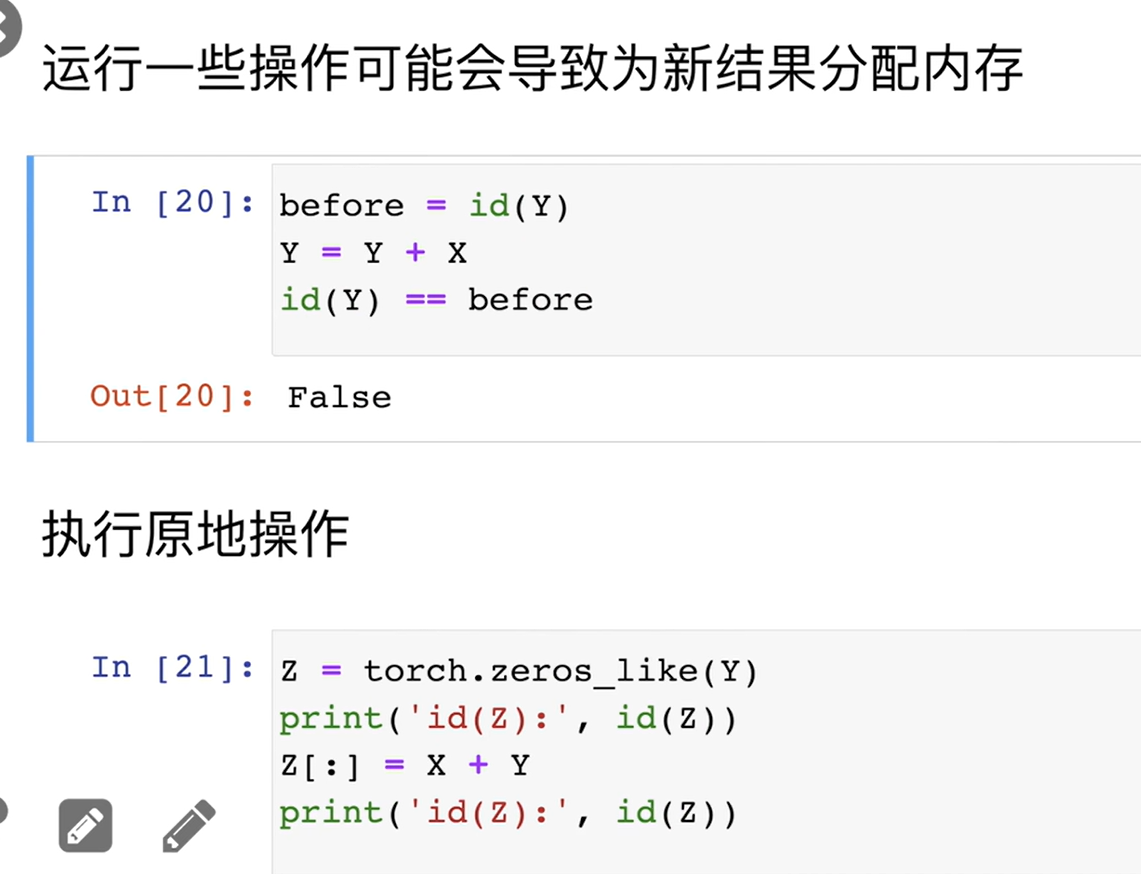 运行一些操作可能会导致为新结果分配内存
In [20]: before = id(Y)
Y = Y + X
id(Y) == before
Out[20]: False
执行原地操作
In [21]: Z = torch.zeros_like(Y)
print('id(Z):', id(Z))
Z[:] = X + Y
print('id(Z):', id(Z))